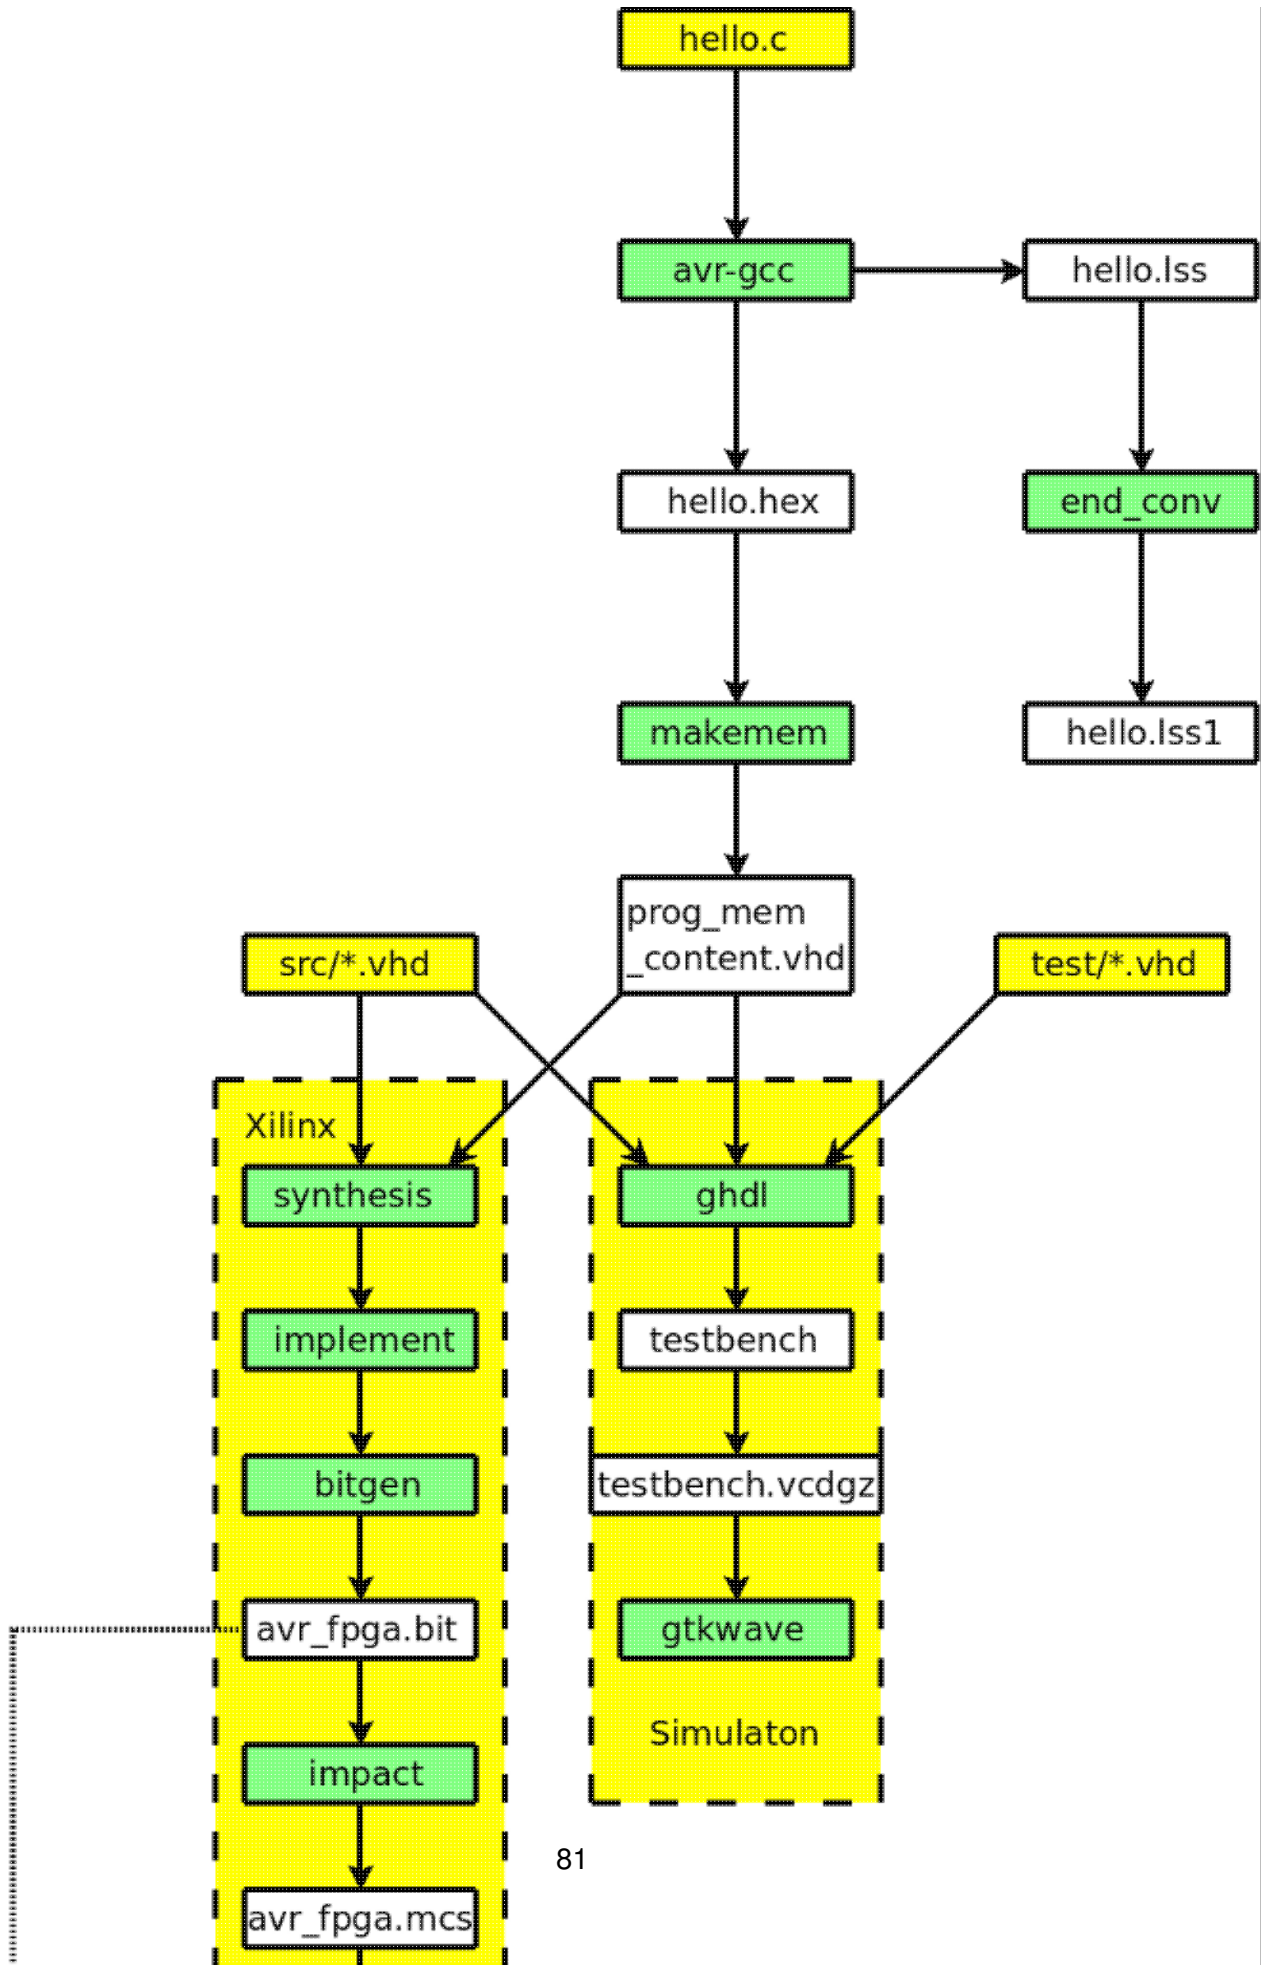 hello.c
avr-gcc
hello.lss
hello.hex
end_conv
makemem
hello.lss1
prog_mem
_content.vhd
src/*.vhd
test/*.vhd
Xilinx
synthesis
ghdl
implement
testbench
bitgen
testbench.vcdgz
avr_fpga.bit
gtkwave
Simulaton
impact
81
avr_fpga.mcs